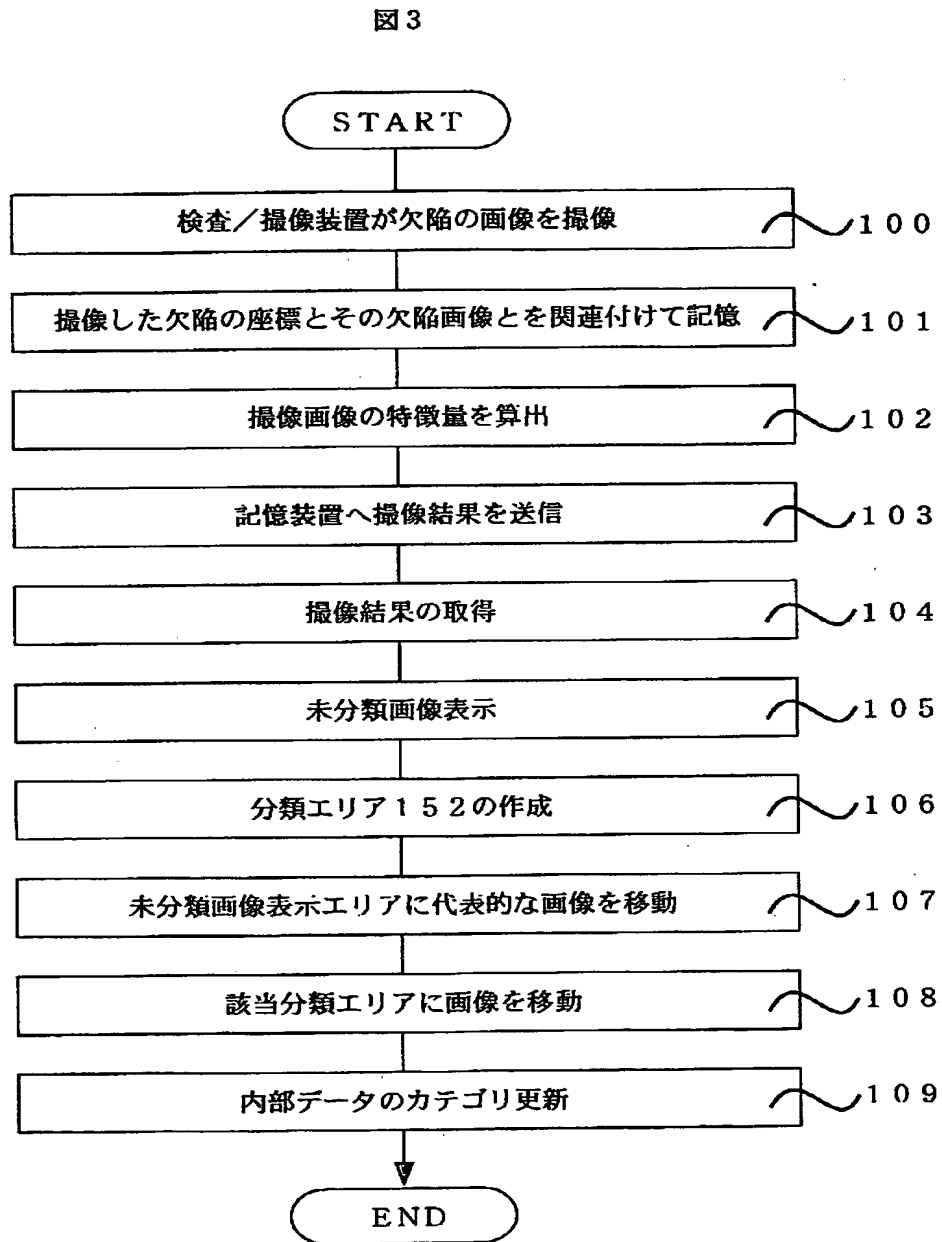 図3
START
検査／撮像装置が欠陥の画像を撮像
100
撮像した欠陥の座標とその欠陥画像とを関連付けて記憶
101
撮像画像の特徴量を算出
102
記憶装置へ撮像結果を送信
103
撮像結果の取得
104
未分類画像表示
105
分類エリア152の作成
106
未分類画像表示エリアに代表的な画像を移動
107
該当分類エリアに画像を移動
108
内部データのカテゴリ更新
109
END